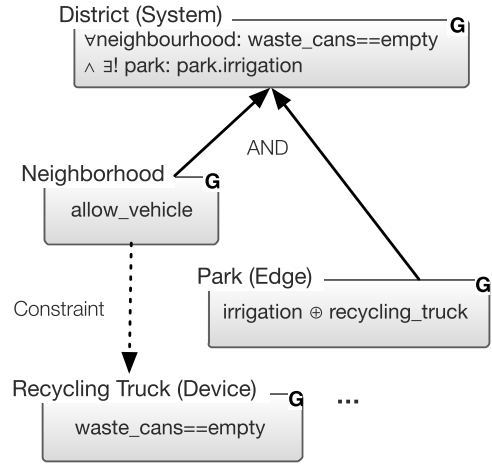 District (System)
G
∀neighbourhood: waste_cans==empty
∧ ∃! park: park.irrigation
AND
Neighborhood
G
allow_vehicle
Park (Edge)
G
irrigation ⊕ recycling_truck
Constraint
Recycling Truck (Device)
G
...
waste_cans==empty